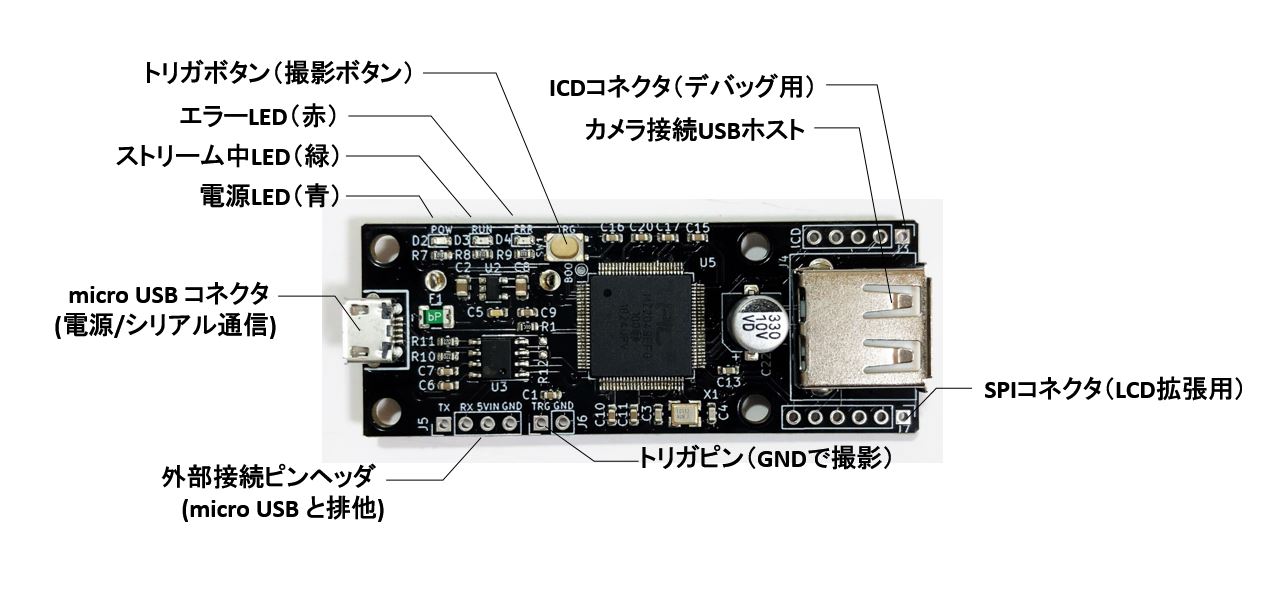 トリガボタン（撮影ボタン）
エラーLED（赤）
ストリーム中LED（緑）
電源LED（青）
ICDコネクタ（デバッグ用）
カメラ接続USBホスト
micro USB コネクタ
(電源/シリアル通信)
SPIコネクタ（LCD拡張用）
トリガピン（GNDで撮影）
外部接続ピンヘッダ
(micro USB と排他)
POW RUN ERR TRG
D2 D3 D4 SW1
R7 R8 R9
C16 C20 C17 C15
ICD
J3
J4
U5
C2 U2 C8
BOO
F1
bP
C5 C9
R1
R11
R10
C7
C6
U3
R12
330
10V
VD
C13
X1
C1
C10 C11 C3 C4
J5
TX RX 5VIN GND
TRG GND
J6
J7